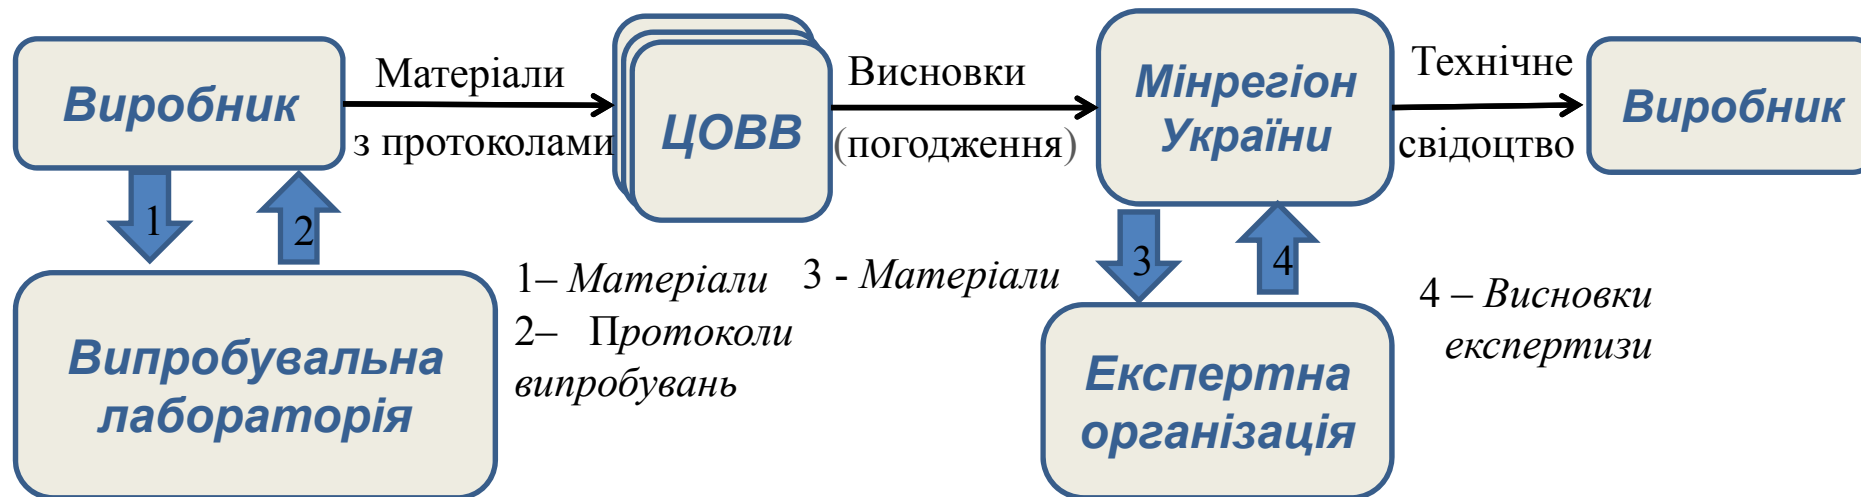 Виробник
Матеріали
з протоколами
ЦОВВ
Висновки
(погодження)
Мінрегіон
України
Технічне
свідоцтво
Виробник
1
2
3
4
Випробувальна
лабораторія
1– Матеріали
2– Протоколи
випробувань
3 - Матеріали
Експертна
організація
4 – Висновки
експертизи